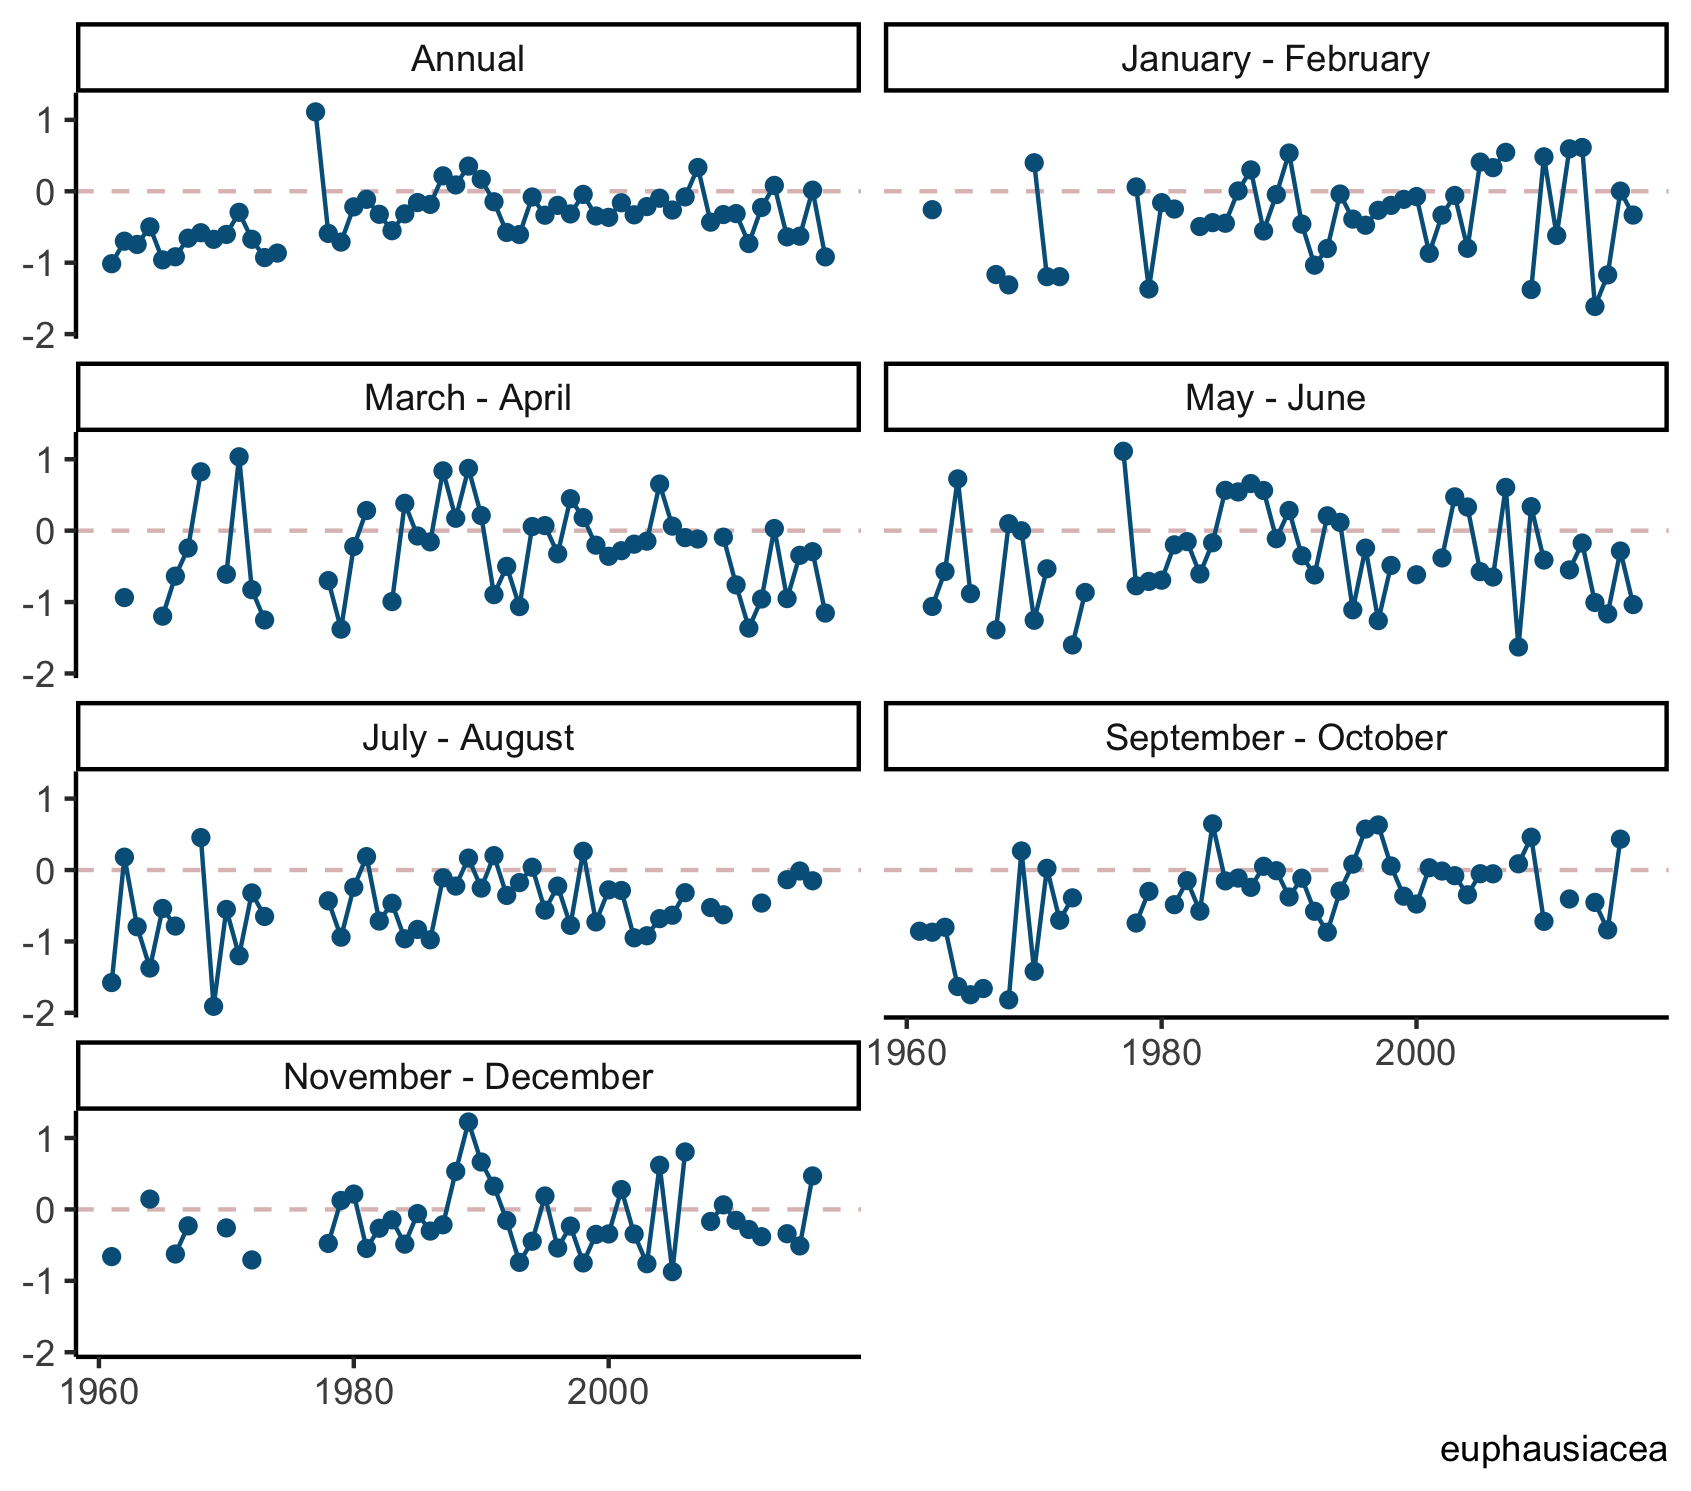 Annual
January - February
1
0
-1
-2
March - April
May - June
1
0
-1
-2
July - August
September - October
1
0
-1
-2
1960 1980 2000
November - December
1
0
-1
-2
1960 1980 2000
euphausiacea